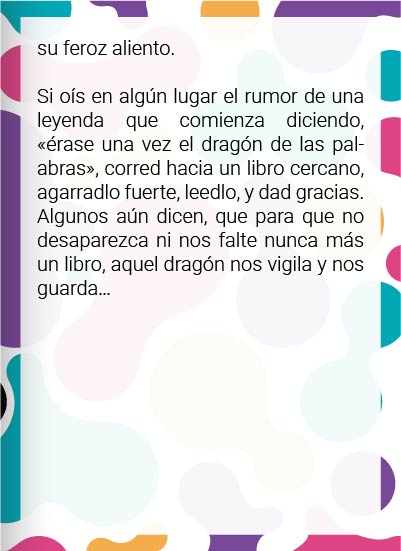 su feroz aliento.
Si oís en algún lugar el rumor de una
leyenda que comienza diciendo,
«érase una vez el dragón de las pal-
abras», corred hacia un libro cercano,
agarradlo fuerte, leedlo, y dad gracias.
Algunos aún dicen, que para que no
desaparezca ni nos falte nunca más
un libro, aquel dragón nos vigila y nos
guarda...